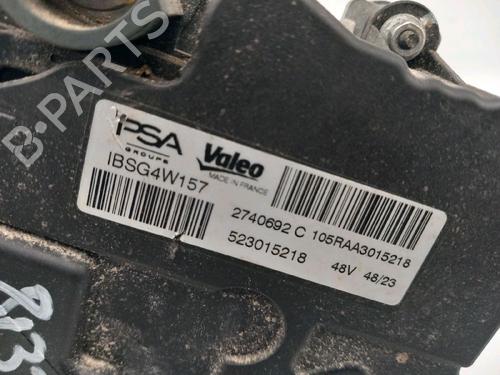 B-PARTS
PSA
GROUPE
Valeo
MADE IN FRANCE
IBSG4W157
2740692 C 105RAA3015218
523015218
48V 48/23